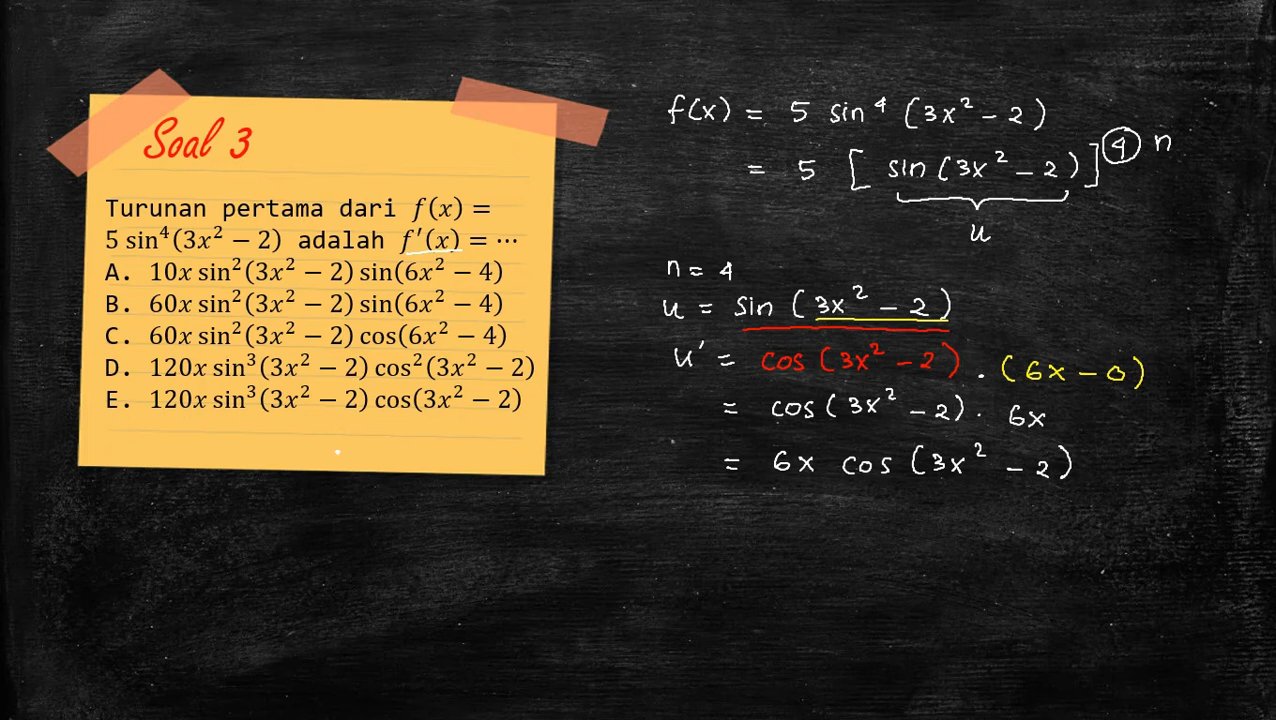 Soal 3
Turunan pertama dari f(x) =
5 sin⁴(3x² − 2) adalah f′(x) = ⋯
A. 10x sin²(3x² − 2) sin(6x² − 4)
B. 60x sin²(3x² − 2) sin(6x² − 4)
C. 60x sin²(3x² − 2) cos(6x² − 4)
D. 120x sin³(3x² − 2) cos²(3x² − 2)
E. 120x sin³(3x² − 2) cos(3x² − 2)
f(x) = 5 sin⁴ (3x² − 2)
= 5 [ sin (3x² − 2) ]⁴ n
u
n = 4
u = sin (3x² − 2)
u' = cos (3x² − 2) . (6x − 0)
= cos (3x² − 2) . 6x
= 6x cos (3x² − 2)